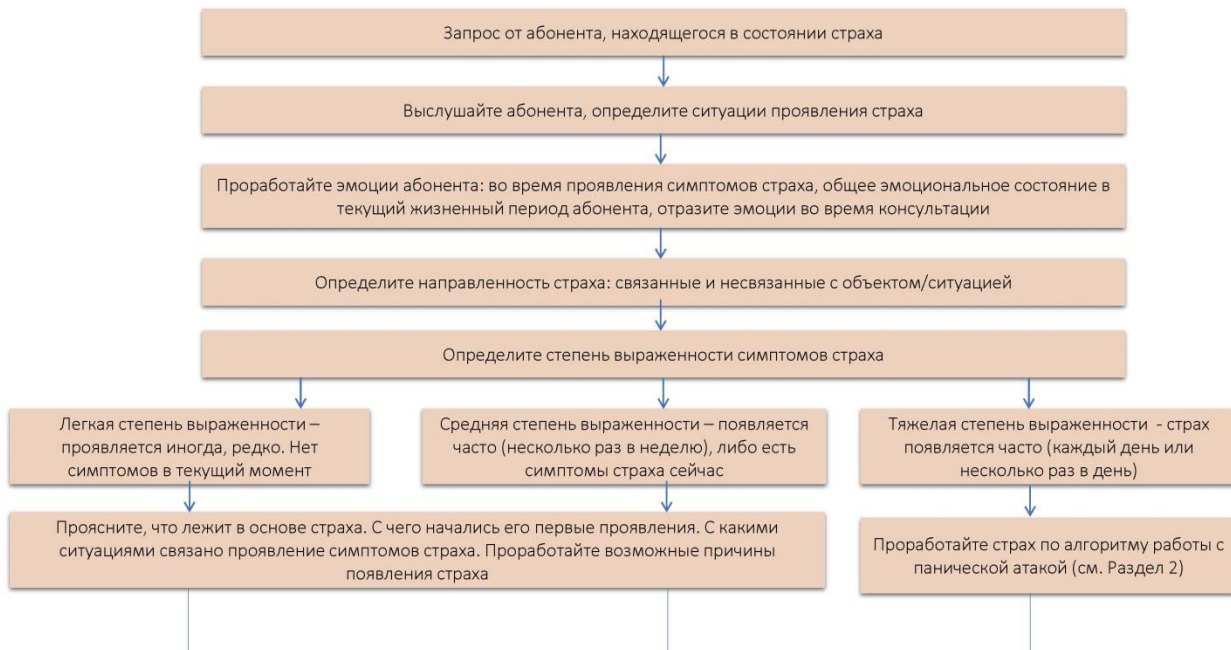 Запрос от абонента, находящегося в состоянии страха
Выслушайте абонента, определите ситуации проявления страха
Проработайте эмоции абонента: во время проявления симптомов страха, общее эмоциональное состояние в
текущий жизненный период абонента, отразите эмоции во время консультации
Определите направленность страха: связанные и несвязанные с объектом/ситуацией
Определите степень выраженности симптомов страха
Легкая степень выраженности –
проявляется иногда, редко. Нет
симптомов в текущий момент
Средняя степень выраженности – появляется
часто (несколько раз в неделю), либо есть
симптомы страха сейчас
Тяжелая степень выраженности - страх
появляется часто (каждый день или
несколько раз в день)
Проясните, что лежит в основе страха. С чего начались его первые проявления. С какими
ситуациями связано проявление симптомов страха. Проработайте возможные причины
появления страха
Проработайте страх по алгоритму работы с
панической атакой (см. Раздел 2)